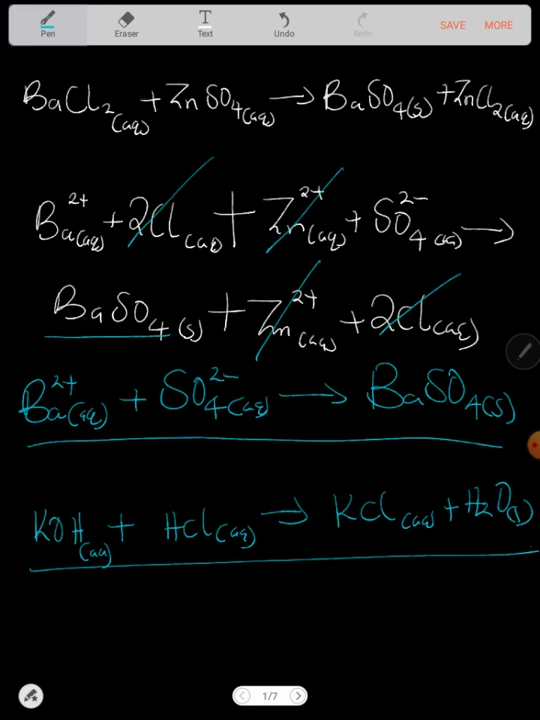 Pen Eraser Text Undo Redo SAVE MORE
BaCl2(aq) + ZnSO4(aq) → BaSO4(s) + ZnCl2(aq)
Ba2+(aq) + 2Cl(aq) + Zn2+(aq) + SO42-4(aq) →
BaSO4(s) + Zn2+(aq) + 2Cl(aq)
Ba2+(aq) + SO42-(aq) → BaSO4(s)
KOH(aq) + HCl(aq) → KCl(aq) + H2O(l)
1/7